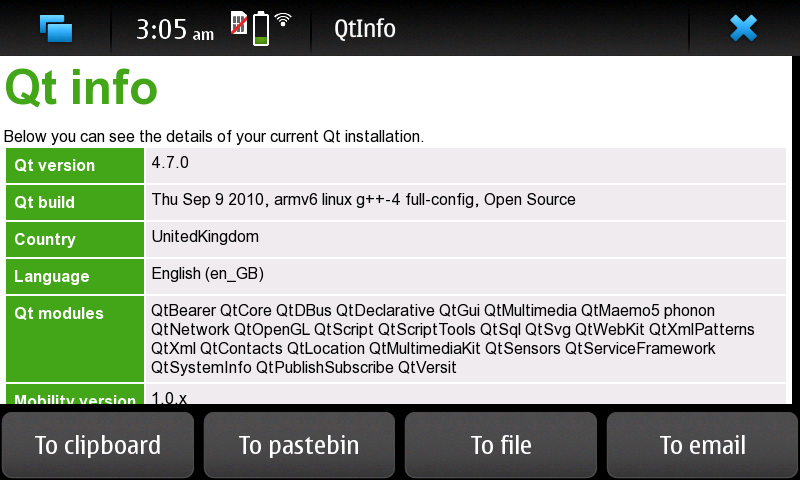 3:05 am
QtInfo
Qt info
Below you can see the details of your current Qt installation.
Qt version 4.7.0
Qt build Thu Sep 9 2010, armv6 linux g++-4 full-config, Open Source
Country UnitedKingdom
Language English (en_GB)
Qt modules QtBearer QtCore QtDBus QtDeclarative QtGui QtMultimedia QtMaemo5 phonon
QtNetwork QtOpenGL QtScript QtScriptTools QtSql QtSvg QtWebKit QtXmlPatterns
QtXml QtContacts QtLocation QtMultimediaKit QtSensors QtServiceFramework
QtSystemInfo QtPublishSubscribe QtVersit
Mobility version 1.0.x
To clipboard
To pastebin
To file
To email